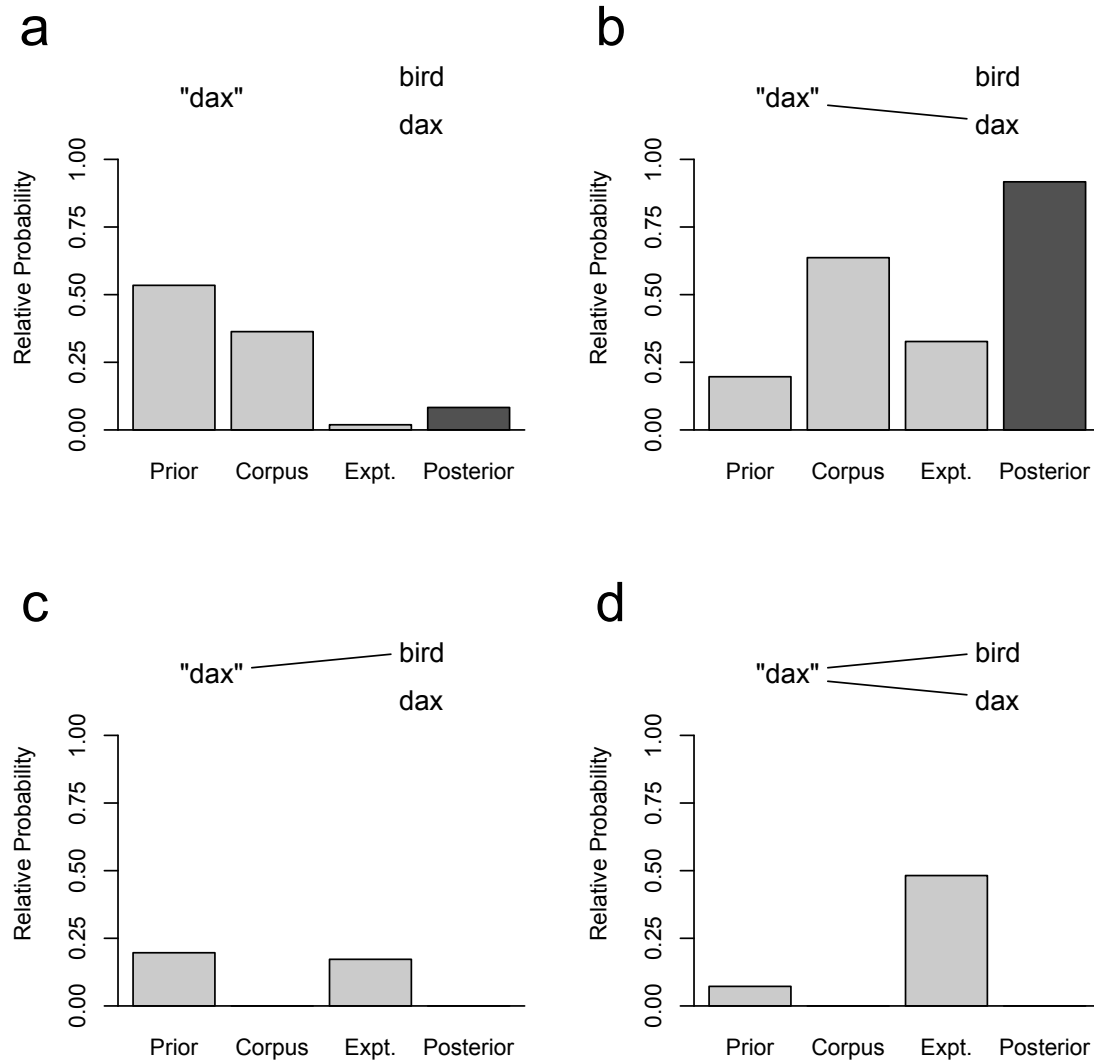 a
"dax"
bird
dax
Relative Probability
1.00
0.75
0.50
0.25
0.00
Prior Corpus Expt. Posterior
b
"dax"
bird
dax
Relative Probability
1.00
0.75
0.50
0.25
0.00
Prior Corpus Expt. Posterior
c
"dax"
bird
dax
Relative Probability
1.00
0.75
0.50
0.25
0.00
Prior Corpus Expt. Posterior
d
"dax"
bird
dax
Relative Probability
1.00
0.75
0.50
0.25
0.00
Prior Corpus Expt. Posterior